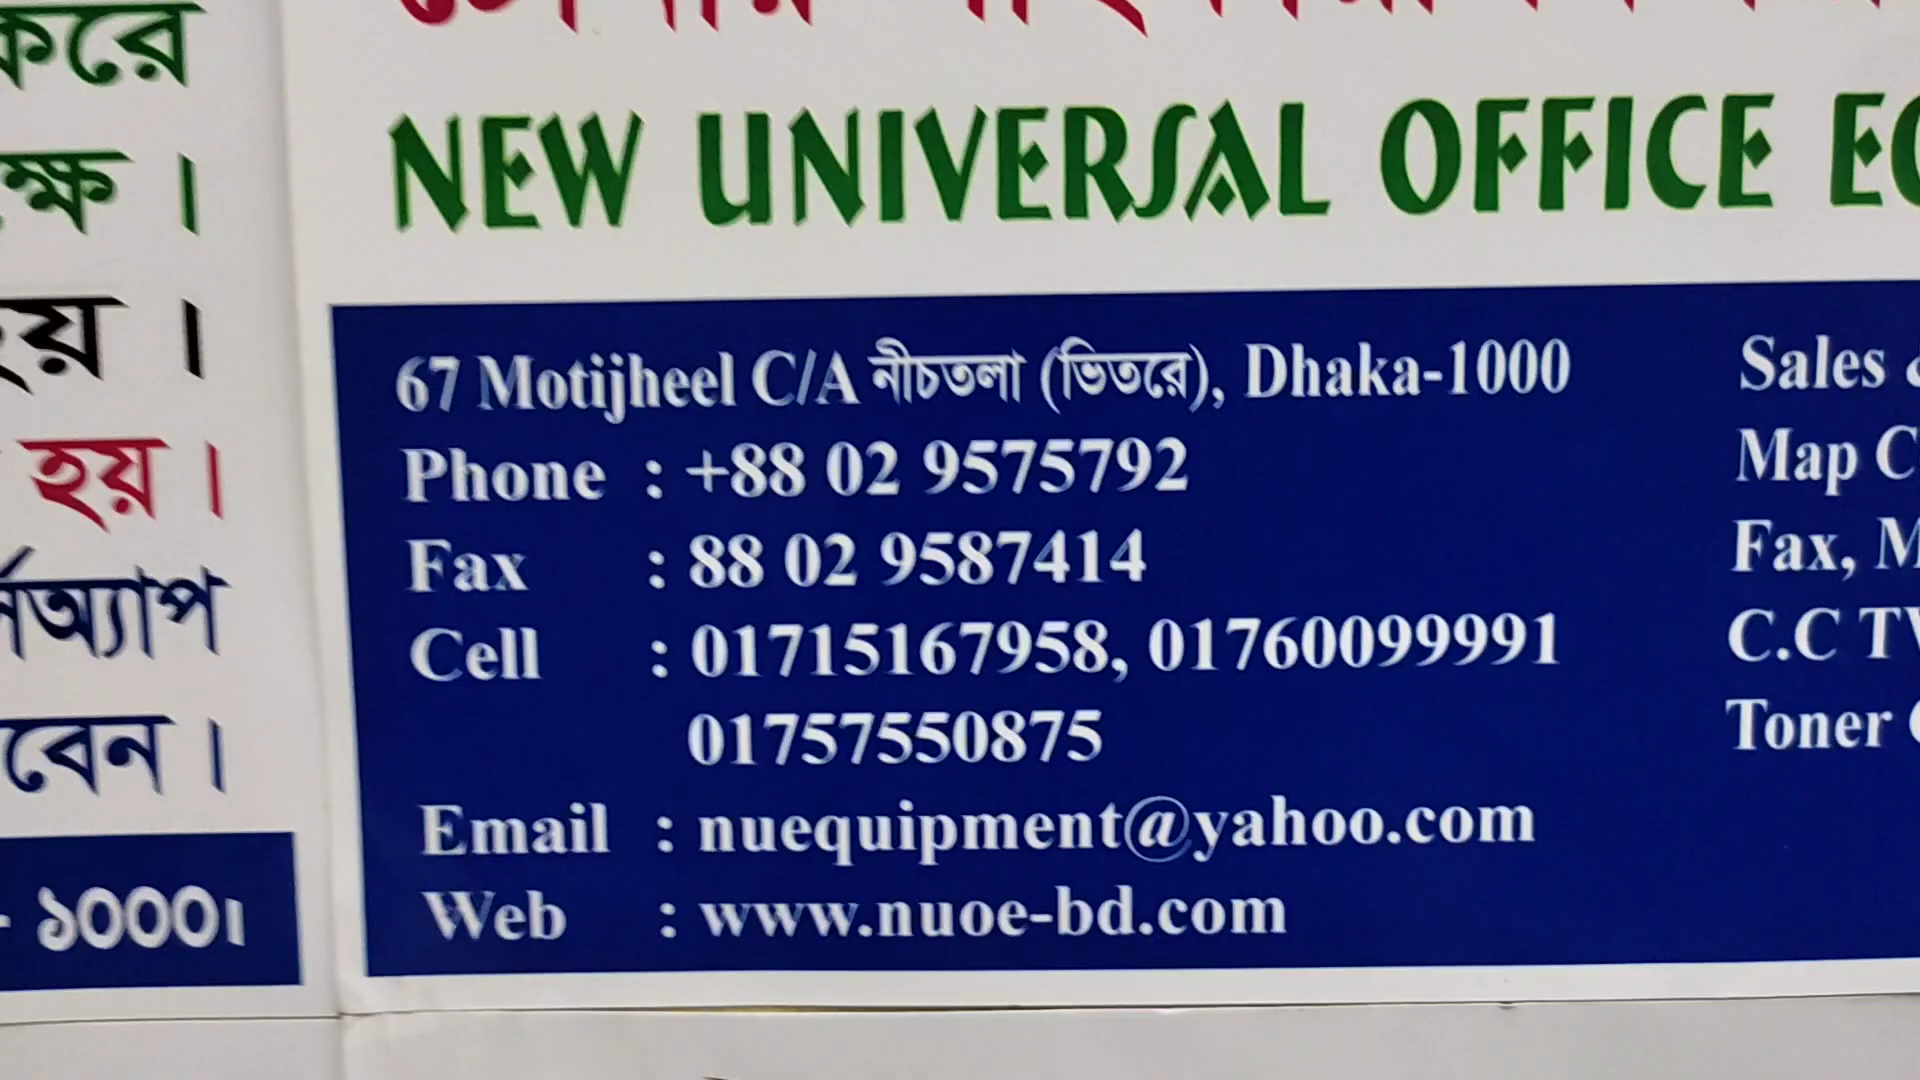 করে
ক্ষ ।
হয় ।
হয় ।
র্সঅ্যাপ
বেন ।
- ১০০০।
NEW UNIVERSAL OFFICE
67 Motijheel C/A নীচতলা (ভিতরে), Dhaka-1000
Phone : +88 02 9575792
Fax : 88 02 9587414
Cell : 01715167958, 01760099991
01757550875
Email : nuequipment@yahoo.com
Web : www.nuoe-bd.com
Sales
Map C
Fax, M
C.C TV
Toner